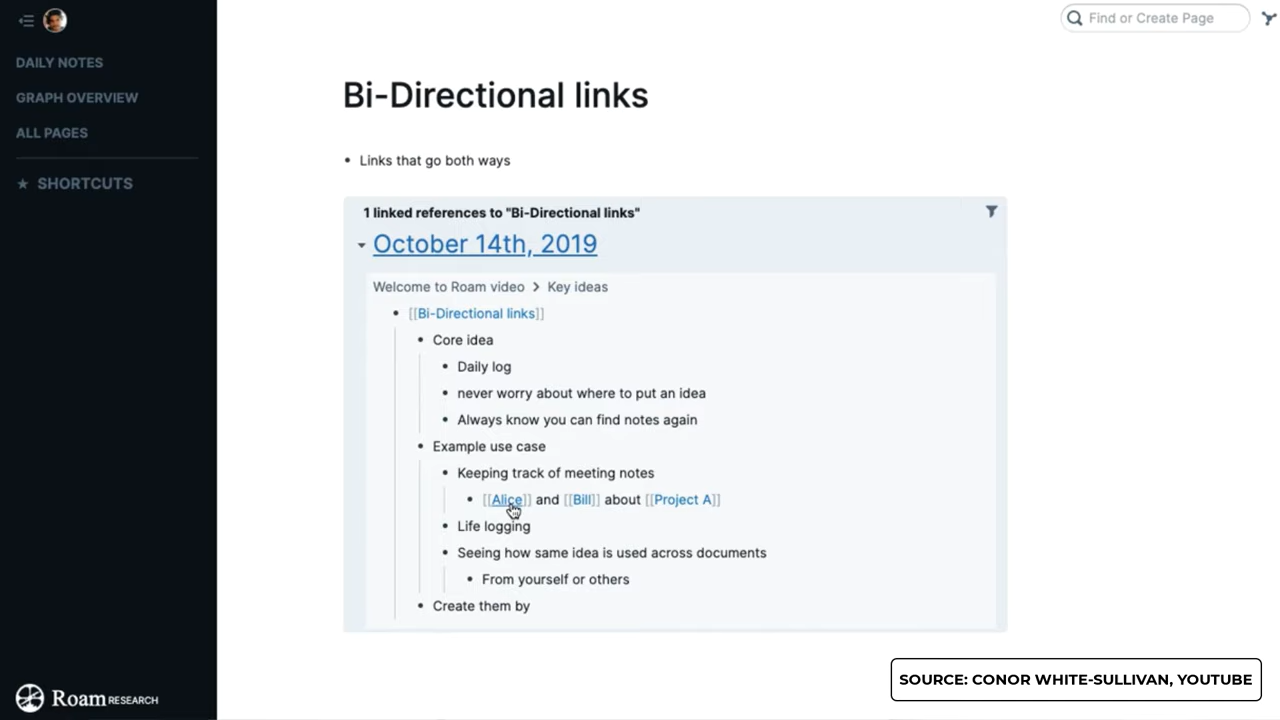 DAILY NOTES
GRAPH OVERVIEW
ALL PAGES
★ SHORTCUTS
Roam RESEARCH
Find or Create Page
Bi-Directional links
• Links that go both ways
1 linked references to "Bi-Directional links"
October 14th, 2019
Welcome to Roam video > Key ideas
• [[Bi-Directional links]]
• Core idea
• Daily log
• never worry about where to put an idea
• Always know you can find notes again
• Example use case
• Keeping track of meeting notes
• [[Alice]] and [[Bill]] about [[Project A]]
• Life logging
• Seeing how same idea is used across documents
• From yourself or others
• Create them by
SOURCE: CONOR WHITE-SULLIVAN, YOUTUBE